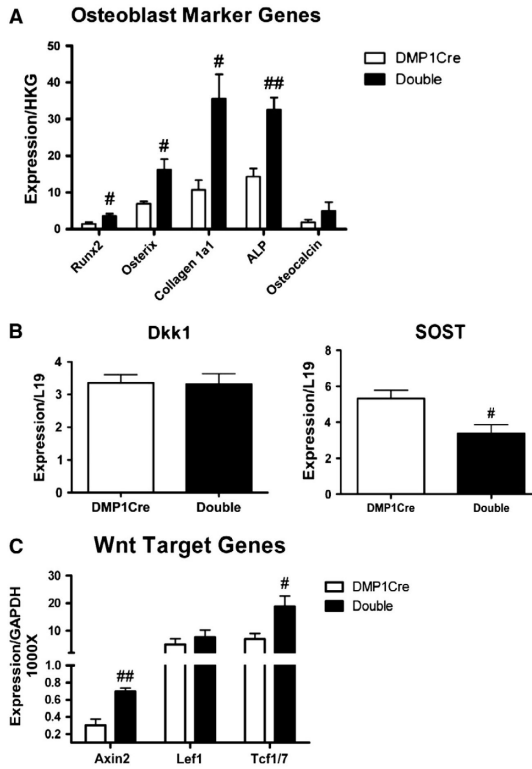 A
Osteoblast Marker Genes
50
40
30
20
10
0
Expression/HKG
#
#
#
##
DMP1Cre
Double
Runx2
Osterix
Collagen 1a1
ALP
Osteocalcin
B
Dkk1
4
3
2
1
0
Expression/L19
DMP1Cre
Double
SOST
8
6
4
2
0
Expression/L19
#
DMP1Cre
Double
C
Wnt Target Genes
30
20
10
1.0
0.8
0.6
0.4
0.2
Expression/GAPDH
1000X
##
#
DMP1Cre
Double
Axin2
Lef1
Tcf1/7